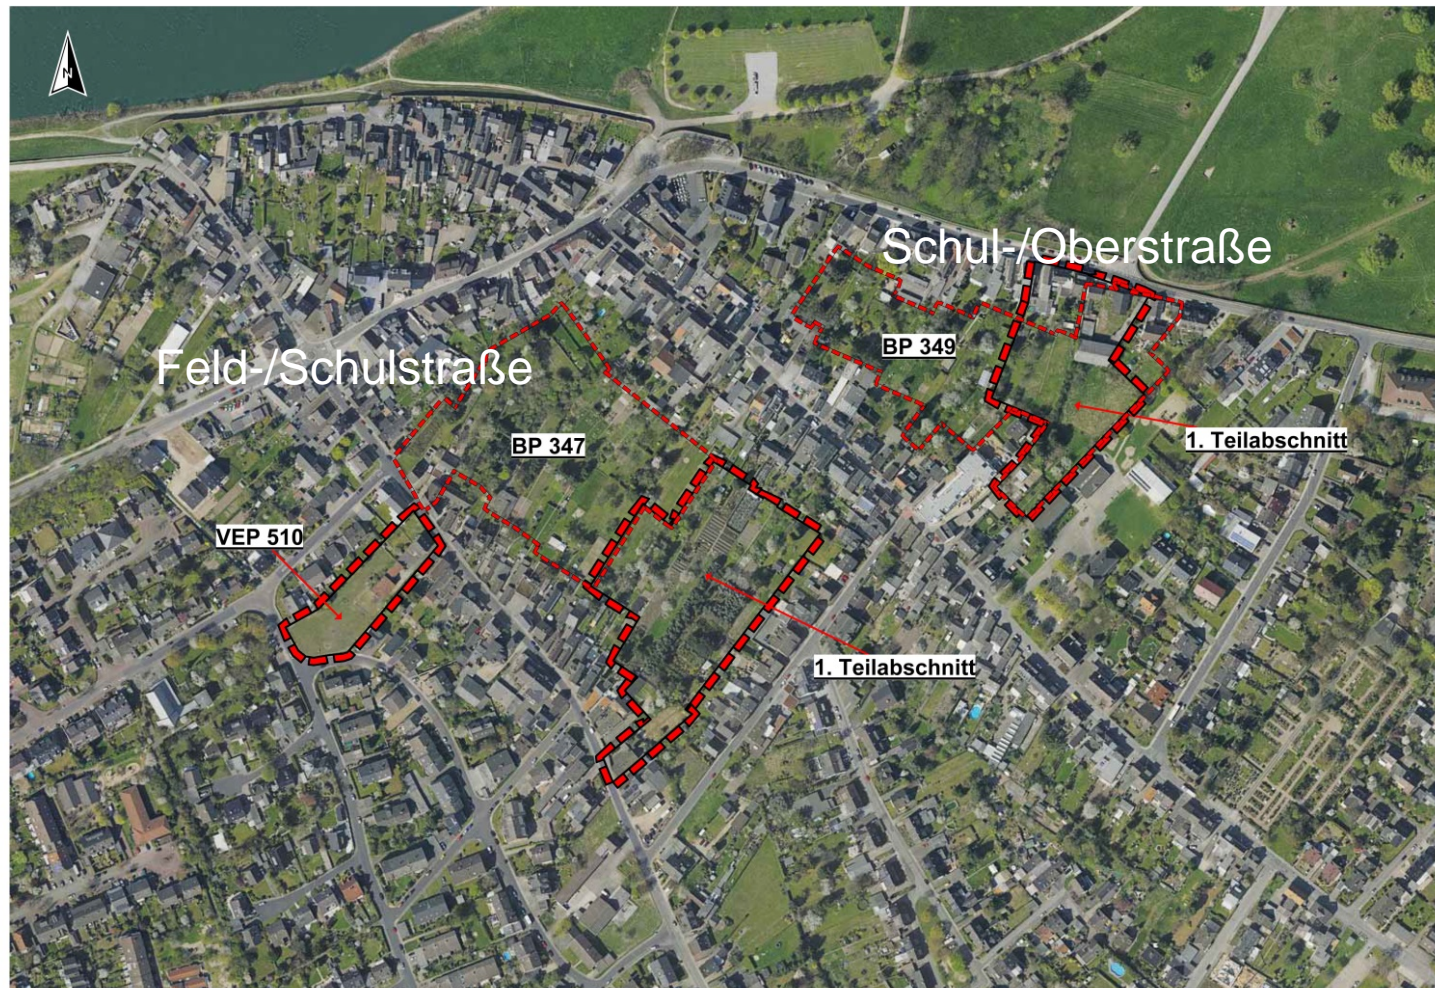 N
Schul-/Oberstraße
BP 349
Feld-/Schulstraße
1. Teilabschnitt
BP 347
VEP 510
1. Teilabschnitt